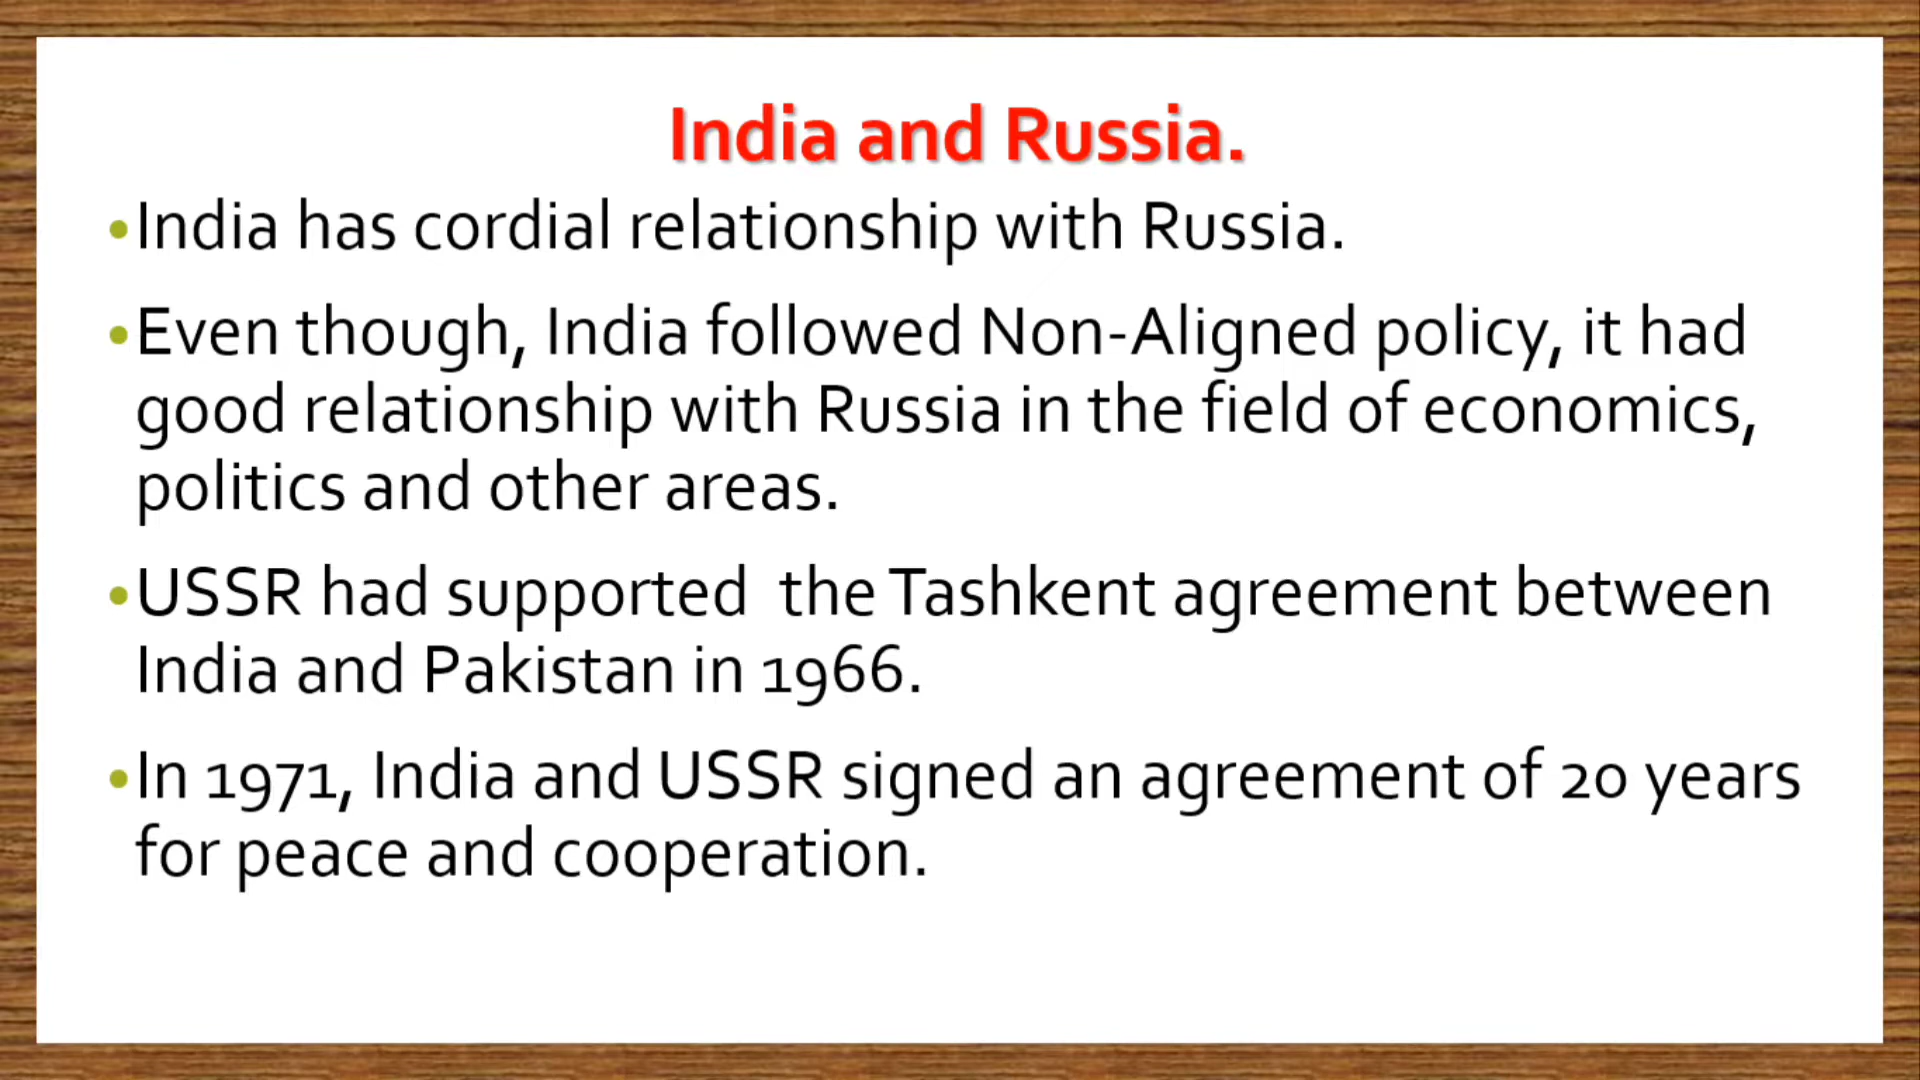 India and Russia.
•India has cordial relationship with Russia.
•Even though, India followed Non-Aligned policy, it had
good relationship with Russia in the field of economics,
politics and other areas.
•USSR had supported  the Tashkent agreement between
India and Pakistan in 1966.
•In 1971, India and USSR signed an agreement of 20 years
for peace and cooperation.